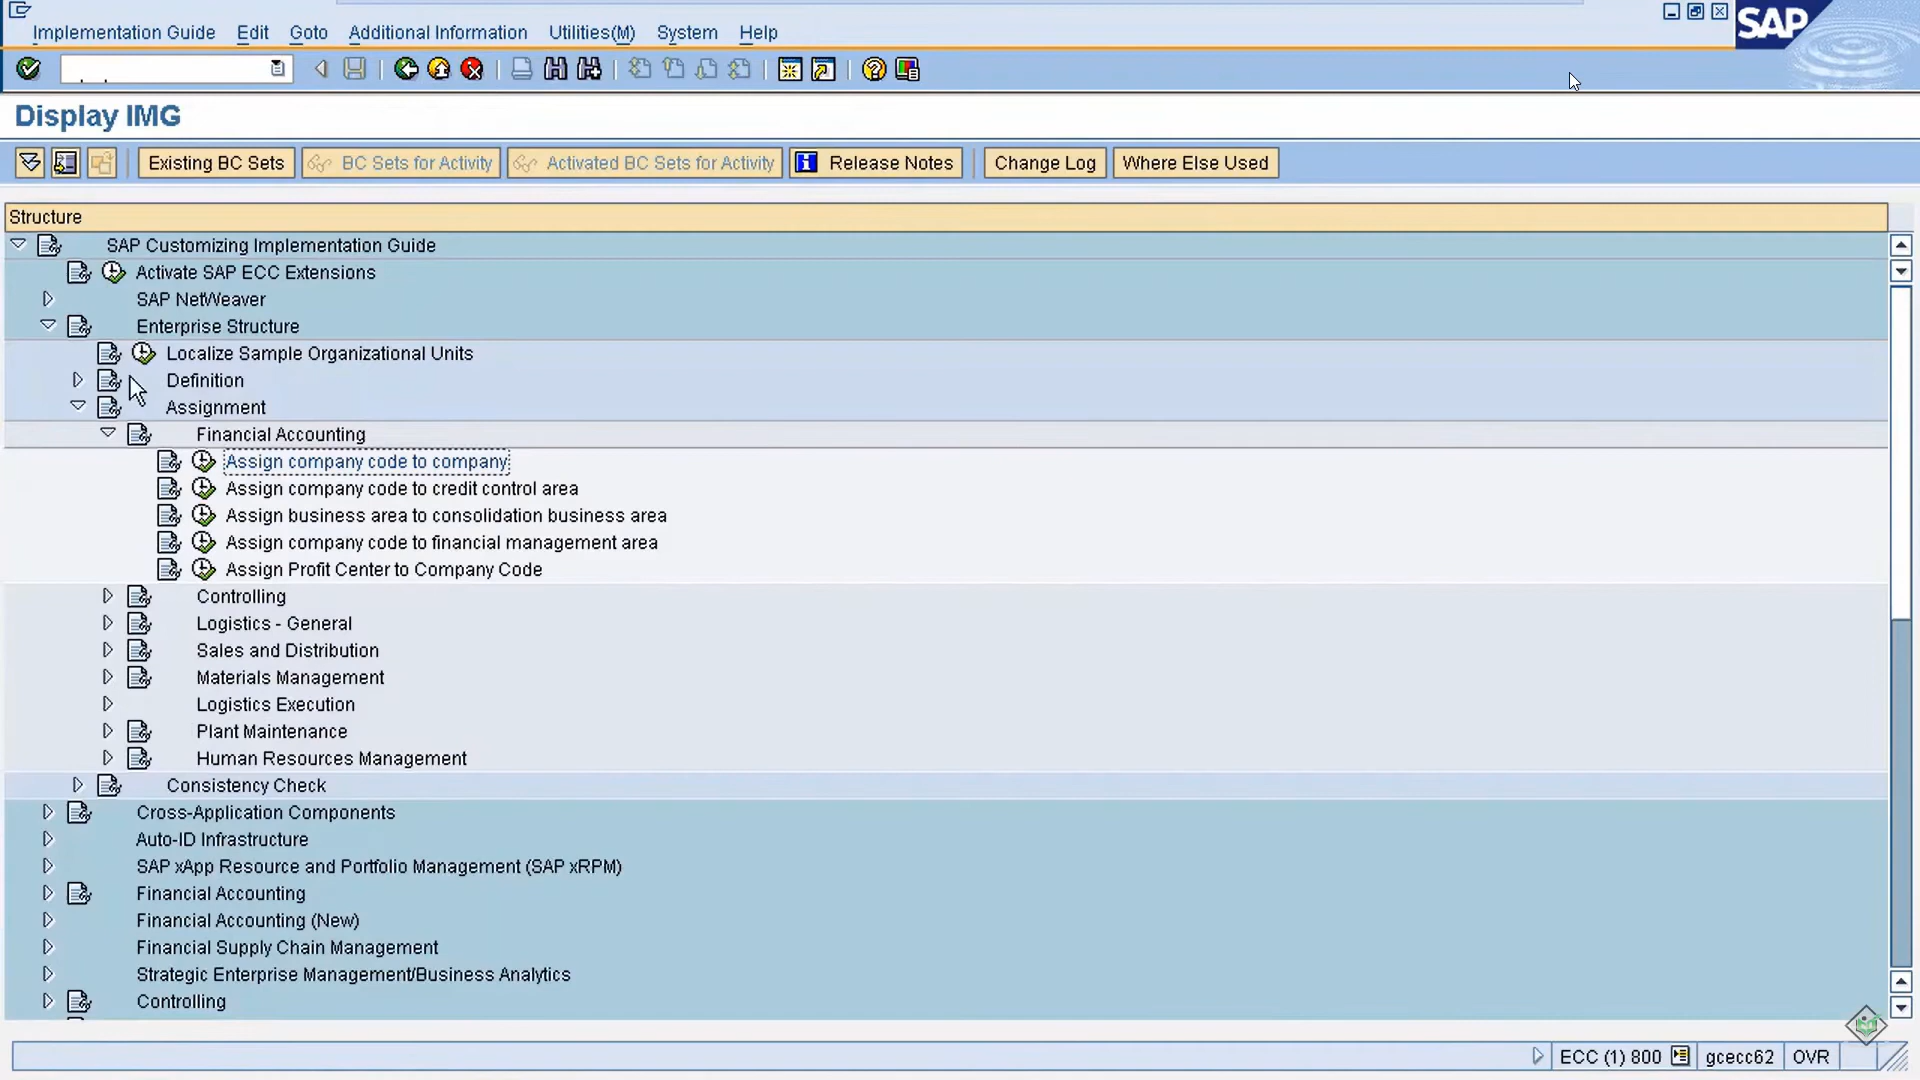 Implementation Guide Edit Goto Additional Information Utilities(M) System Help
SAP
Display IMG
Existing BC Sets BC Sets for Activity Activated BC Sets for Activity Release Notes Change Log Where Else Used
Structure
SAP Customizing Implementation Guide
Activate SAP ECC Extensions
SAP NetWeaver
Enterprise Structure
Localize Sample Organizational Units
Definition
Assignment
Financial Accounting
Assign company code to company
Assign company code to credit control area
Assign business area to consolidation business area
Assign company code to financial management area
Assign Profit Center to Company Code
Controlling
Logistics - General
Sales and Distribution
Materials Management
Logistics Execution
Plant Maintenance
Human Resources Management
Consistency Check
Cross-Application Components
Auto-ID Infrastructure
SAP xApp Resource and Portfolio Management (SAP xRPM)
Financial Accounting
Financial Accounting (New)
Financial Supply Chain Management
Strategic Enterprise Management/Business Analytics
Controlling
ECC (1) 800 gcecc62 OVR